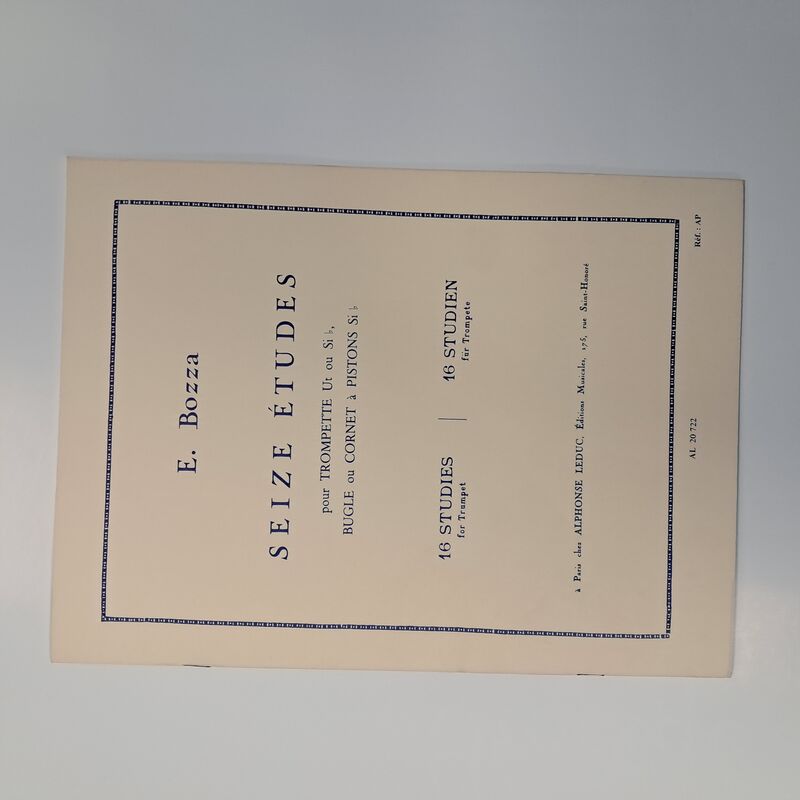 E. Bozza
SEIZE ÉTUDES
pour TROMPETTE Ut ou Si ♭,
BUGLE ou CORNET à PISTONS Si ♭
16 STUDIES
for Trumpet
16 STUDIEN
für Trompete
à Paris chez ALPHONSE LEDUC, Éditions Musicales, 175, rue Saint-Honoré
AL 20 722
Réf. : AP